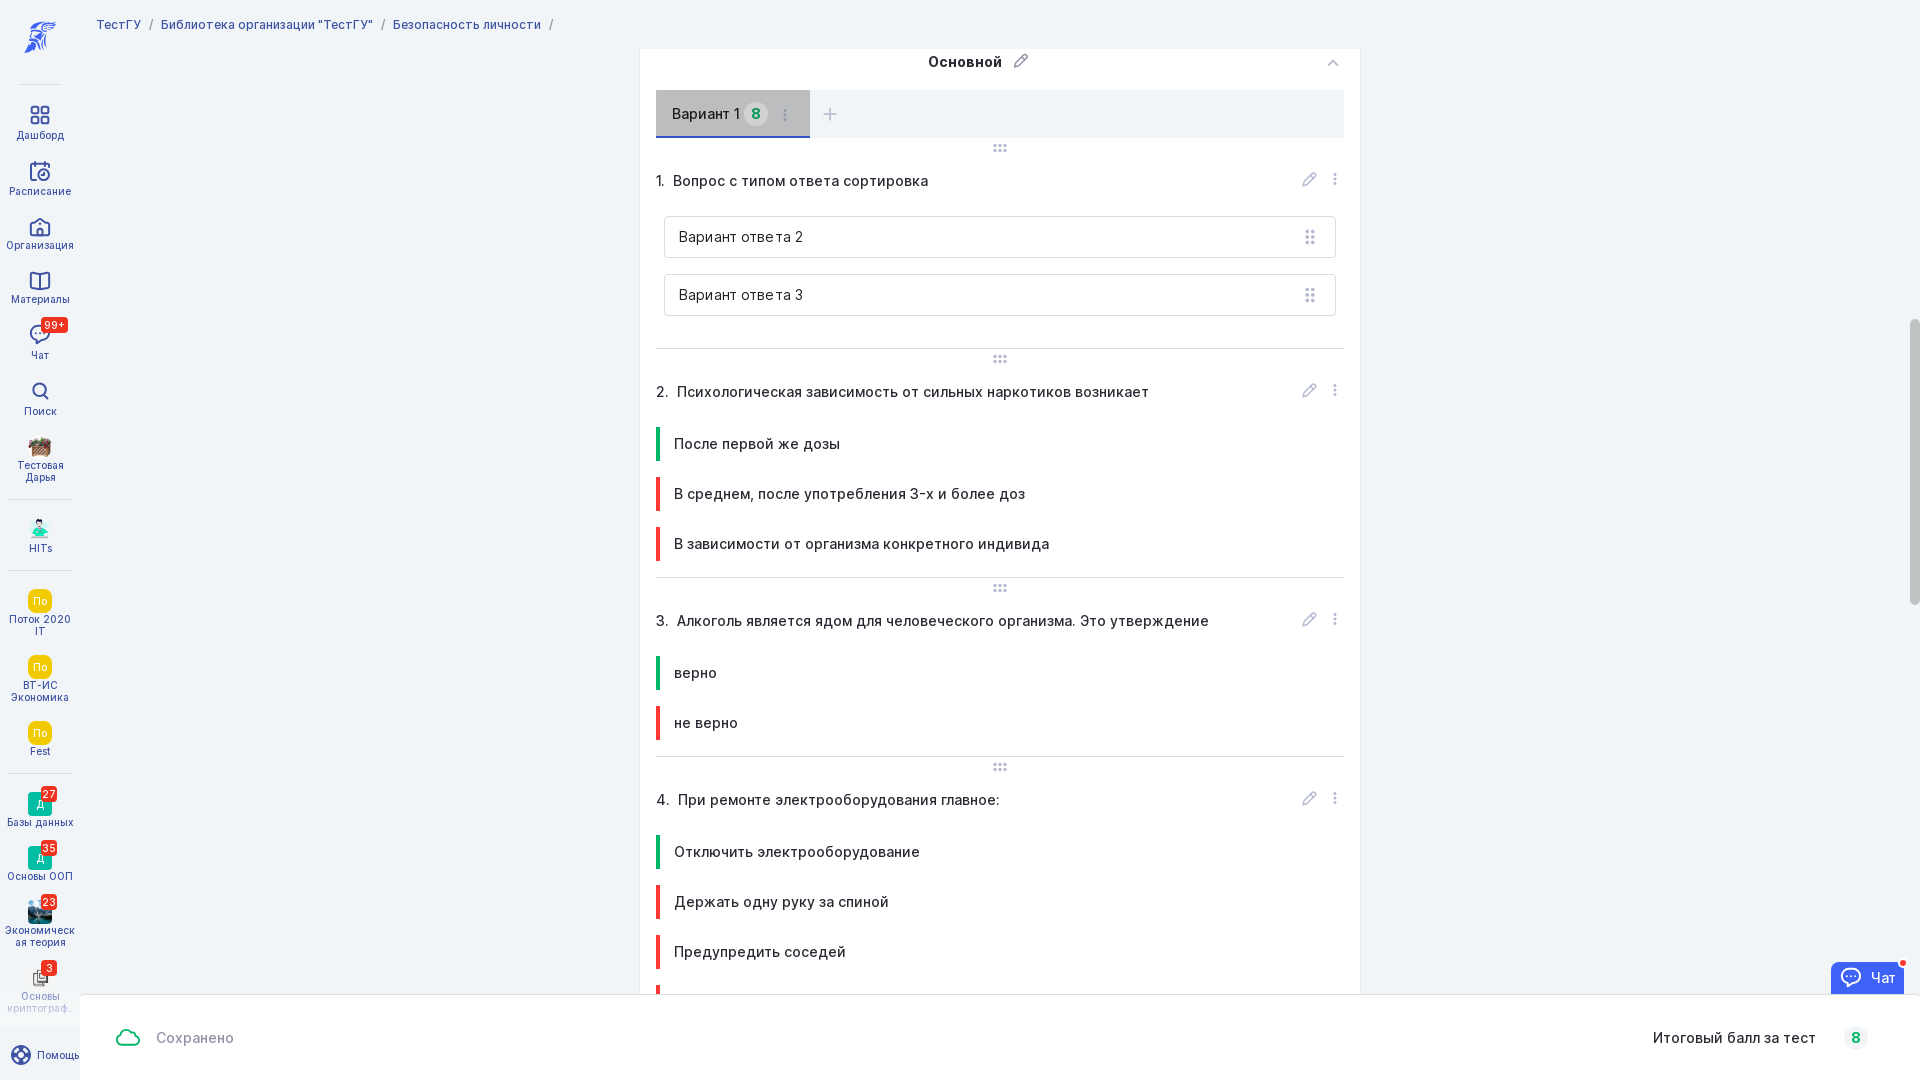 ТестГУ / Библиотека организации "ТестГУ" / Безопасность личности /
Дашборд
Расписание
Организация
Материалы
99+
Чат
Поиск
Тестовая
Дарья
HITs
По
Поток 2020
IT
По
ВТ-ИС
Экономика
По
Fest
27
Д
Базы данных
35
Д
Основы ООП
23
Экономическ
ая теория
3
Основы
криптограф...
Помощь
Основной
Вариант 1 8
1. Вопрос с типом ответа сортировка
Вариант ответа 2
Вариант ответа 3
2. Психологическая зависимость от сильных наркотиков возникает
После первой же дозы
В среднем, после употребления 3-х и более доз
В зависимости от организма конкретного индивида
3. Алкоголь является ядом для человеческого организма. Это утверждение
верно
не верно
4. При ремонте электрооборудования главное:
Отключить электрооборудование
Держать одну руку за спиной
Предупредить соседей
Чат
Сохранено
Итоговый балл за тест 8